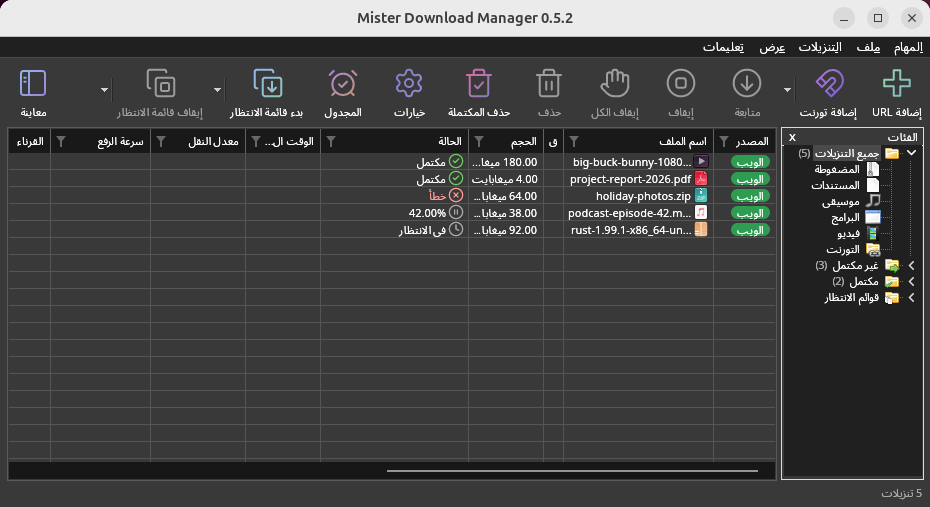 Mister Download Manager 0.5.2
المهام ملف التنزيلات عرض تعليمات
إضافة URL إضافة تورنت متابعة إيقاف إيقاف الكل حذف حذف المكتملة خيارات المجدول بدء قائمة الانتظار إيقاف قائمة الانتظار معاينة
الفئات x
جميع التنزيلات (5)
المضغوطة
المستندات
موسيقى
البرامج
فيديو
التورنت
غير مكتمل (3)
مكتمل (2)
قوائم الانتظار
المصدر اسم الملف ق الحجم الحالة الوقت ال... معدل النقل سرعة الرفع القرناء
الويب big-buck-bunny-1080... 180.00 ميغا... مكتمل
الويب project-report-2026.pdf 4.00 ميغابايت مكتمل
الويب holiday-photos.zip 64.00 ميغابا... خطأ
الويب podcast-episode-42.m... 38.00 ميغابا... 42.00%
الويب rust-1.99.1-x86_64-un... 92.00 ميغابا... في الانتظار
5 تنزيلات